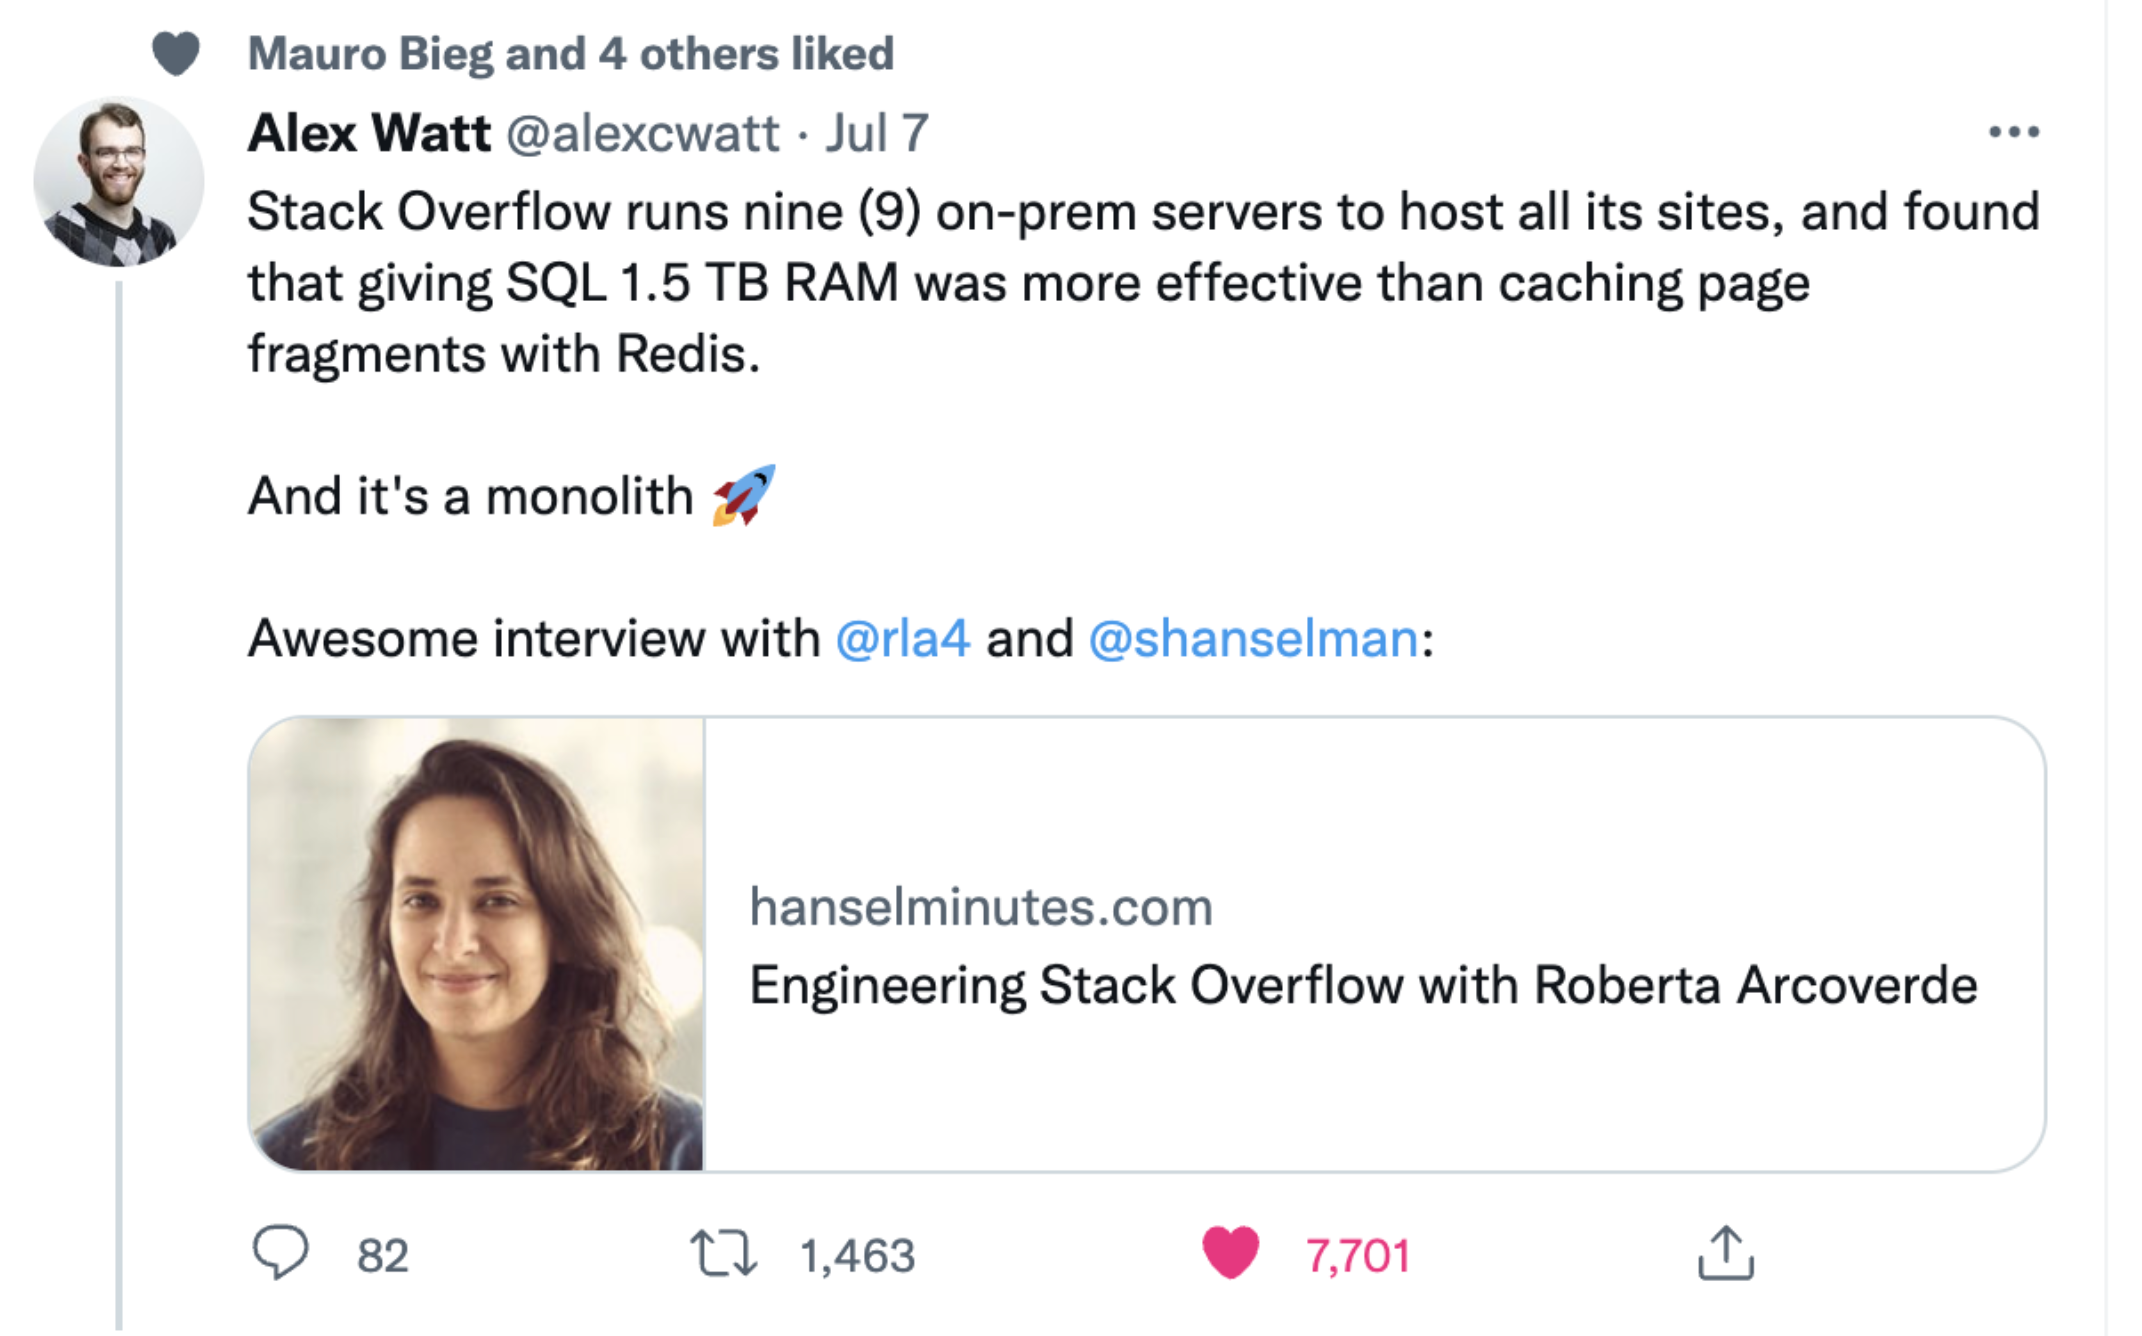 Mauro Bieg and 4 others liked
Alex Watt @alexcwatt · Jul 7
Stack Overflow runs nine (9) on-prem servers to host all its sites, and found
that giving SQL 1.5 TB RAM was more effective than caching page
fragments with Redis.
And it's a monolith 🚀
Awesome interview with @rla4 and @shanselman:
hanselminutes.com
Engineering Stack Overflow with Roberta Arcoverde
82 1,463 7,701